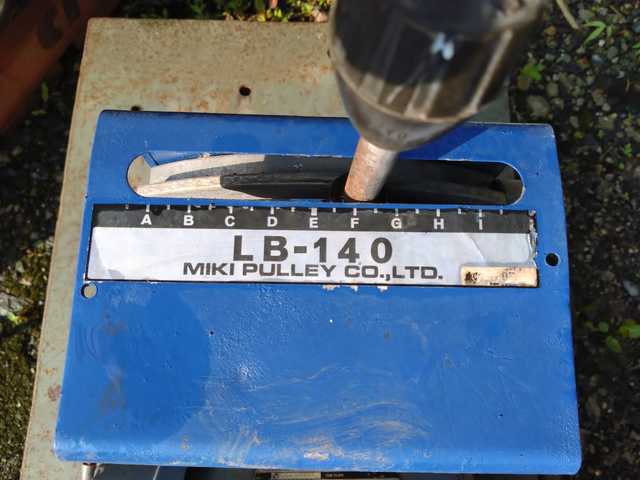 A B C D E F G H I
LB-140
MIKI PULLEY CO.,LTD.